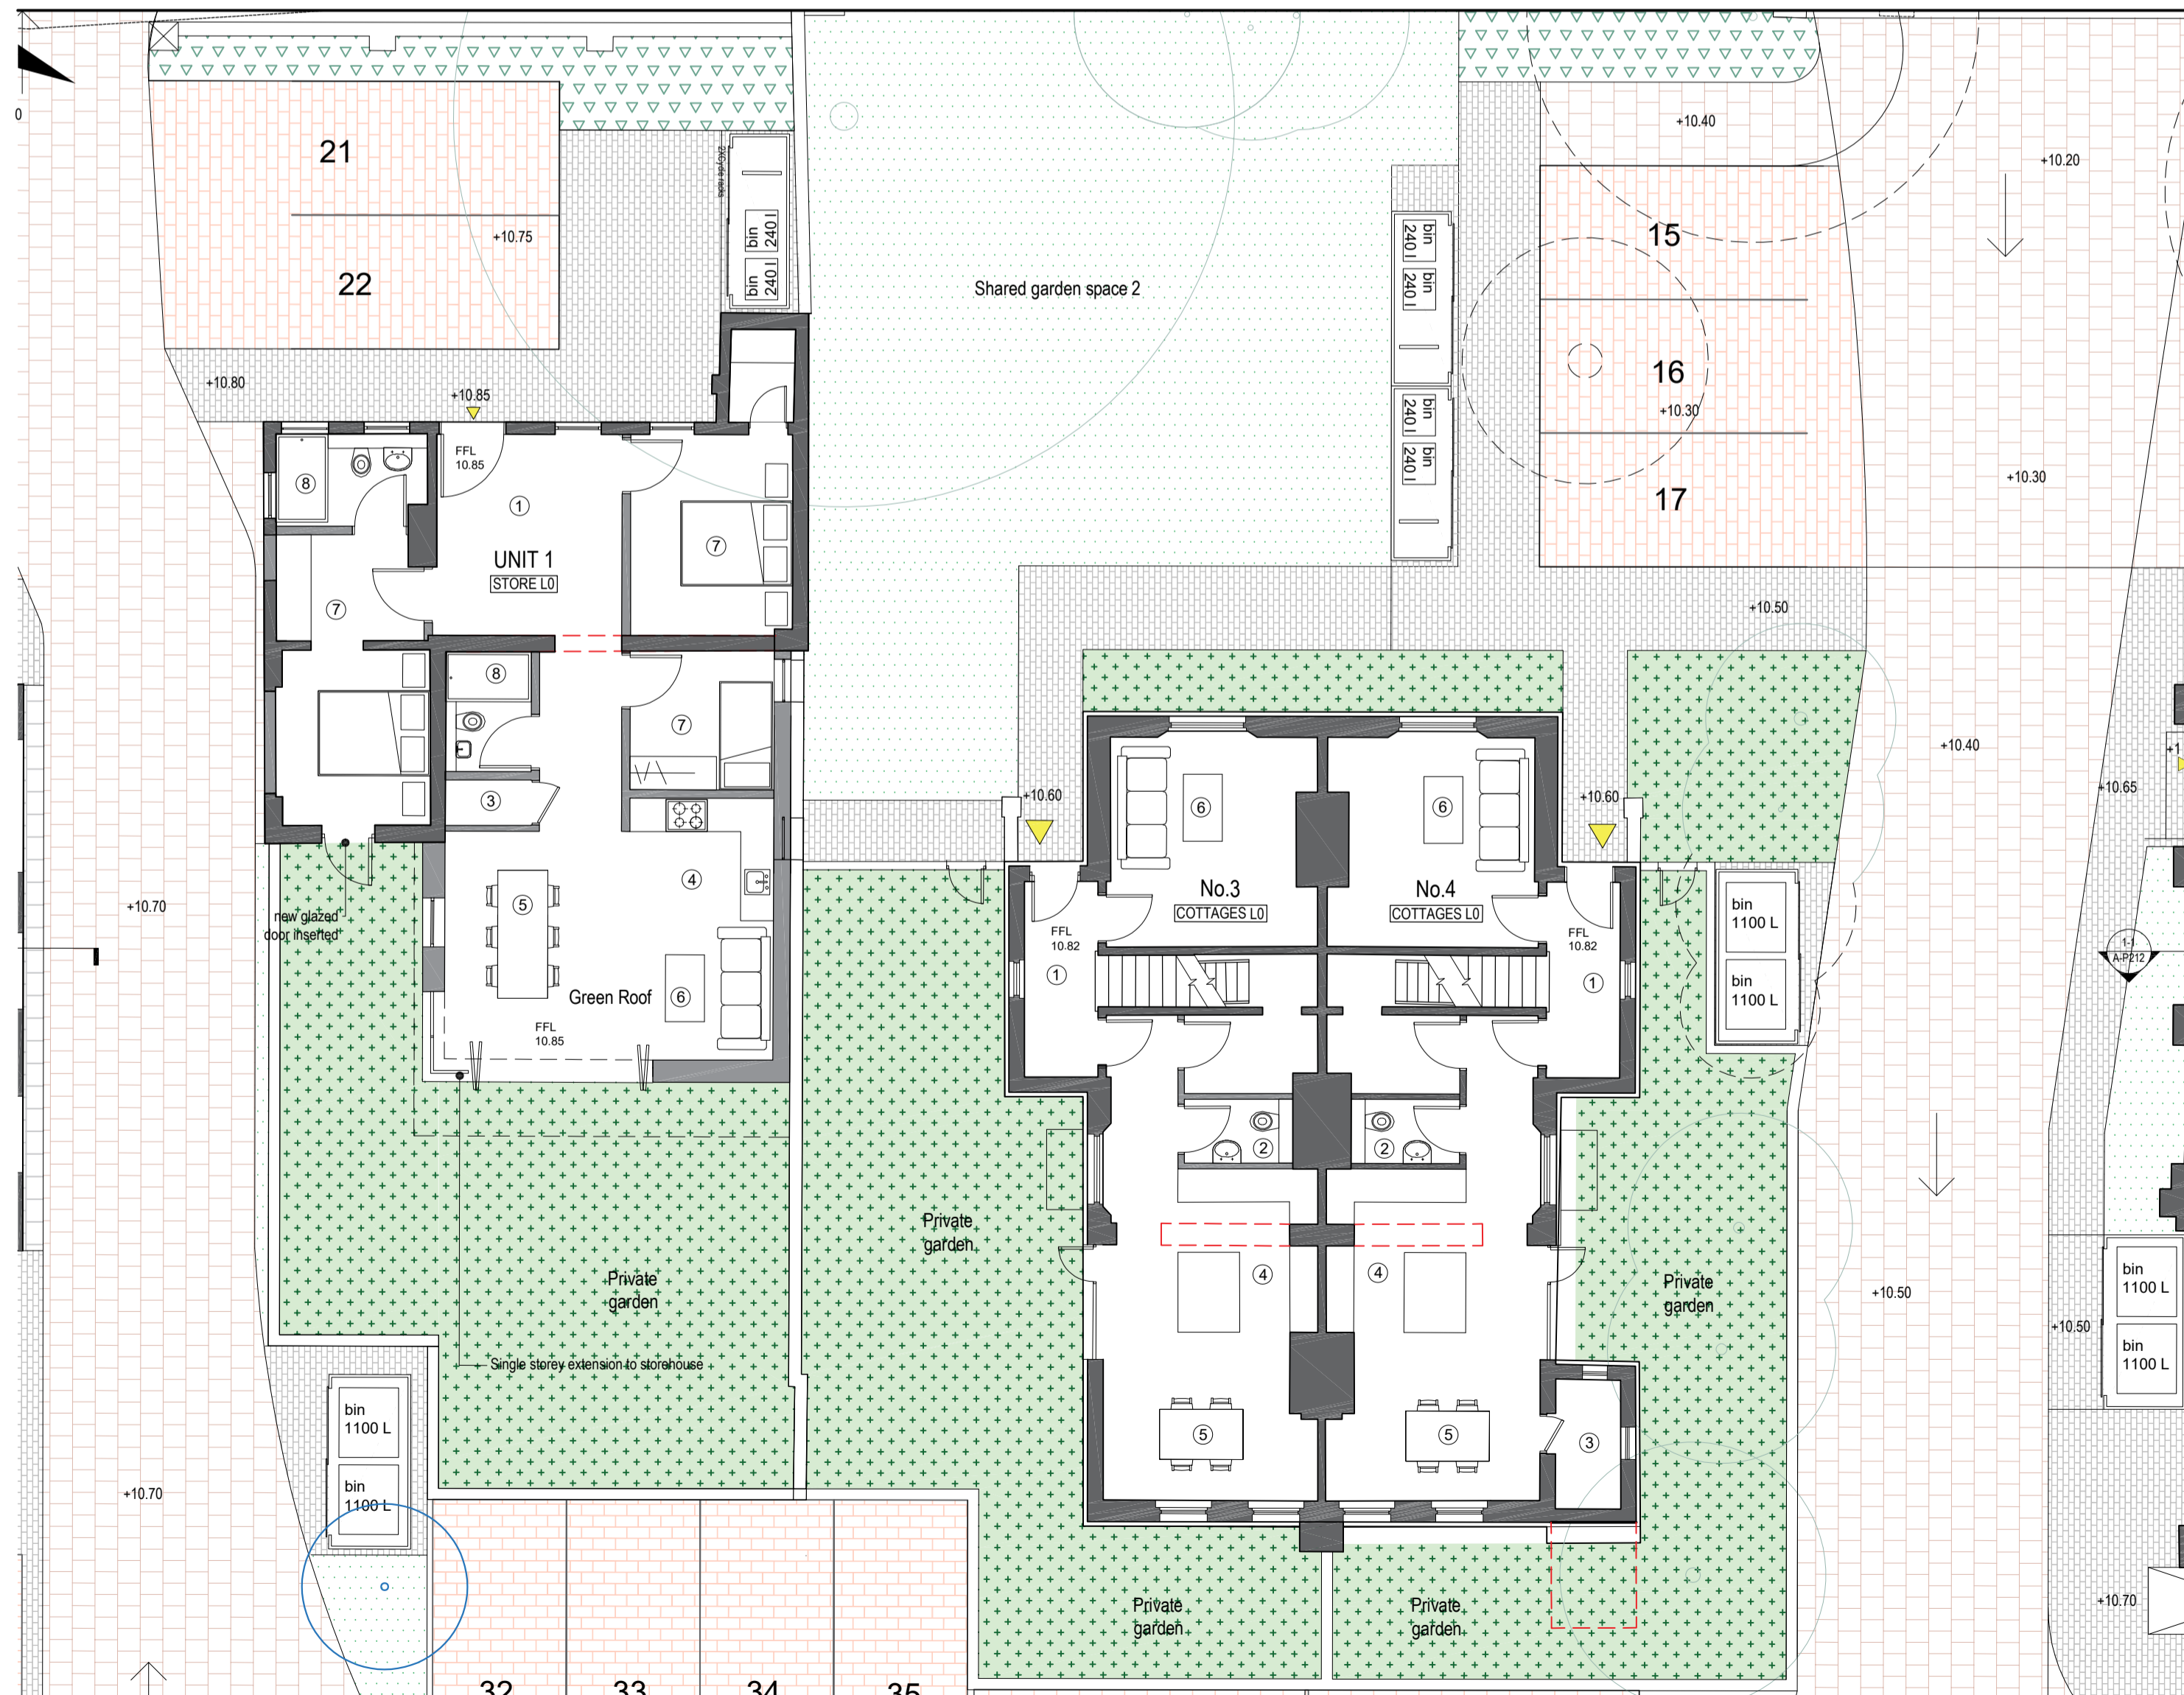 0
21
22
+10.75
2XCycle racks
bin
240 l
bin
240 l
+10.80
+10.85
Shared garden space 2
bin
240 l
bin
240 l
bin
240 l
bin
240 l
+10.40
15
16
+10.30
17
+10.20
+10.30
+10.50
+10.40
+10.65
FFL
10.85
8
1
UNIT 1
STORE L0
7
7
8
7
3
4
5
6
Green Roof
FFL
10.85
new glazed
door inserted
+10.70
+10.60
+10.60
6
6
No.3
COTTAGES L0
No.4
COTTAGES L0
FFL
10.82
FFL
10.82
1
1
2
2
4
4
5
5
3
bin
1100 L
bin
1100 L
1-1
A-P212
Private
garden
Private
garden
Private
garden
Single storey extension to storehouse
+10.50
+10.50
bin
1100 L
bin
1100 L
bin
1100 L
bin
1100 L
+10.70
+10.70
Private
garden
Private
garden
32
33
34
35